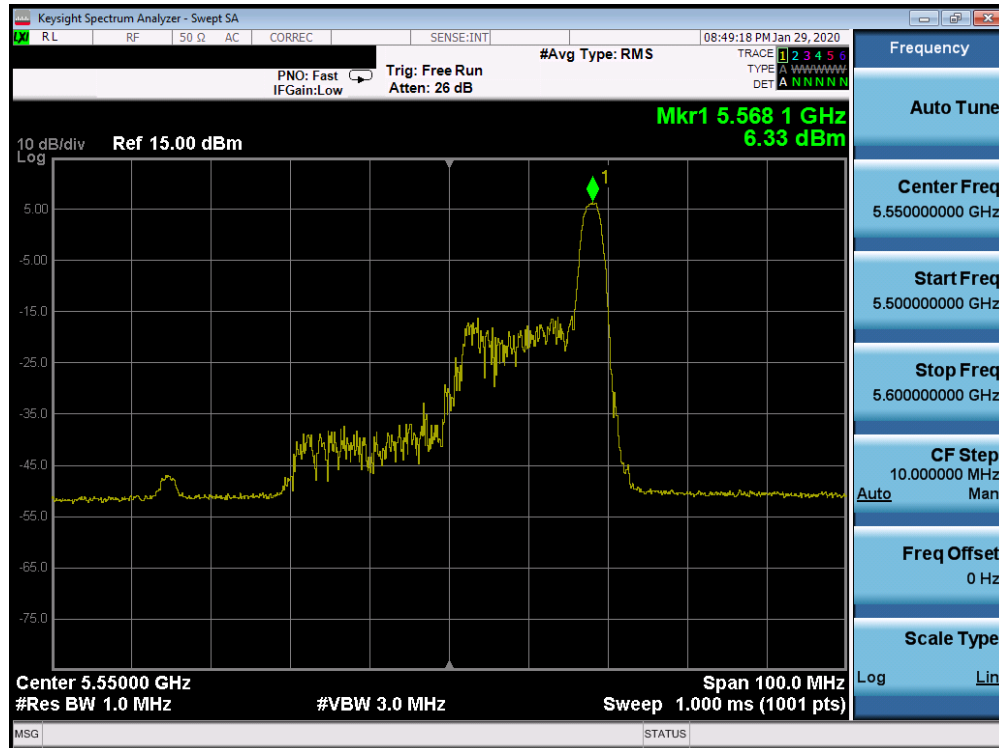 Keysight Spectrum Analyzer - Swept SA
LXI RL RF 50 Ω AC CORREC SENSE:INT 08:49:18 PM Jan 29, 2020
#Avg Type: RMS
TRACE 1 2 3 4 5 6
TYPE A WWWWW
DET A N N N N N
PNO: Fast
IFGain:Low
Trig: Free Run
Atten: 26 dB
Mkr1 5.568 1 GHz
6.33 dBm
10 dB/div Ref 15.00 dBm
Log
1
5.00
-5.00
-15.0
-25.0
-35.0
-45.0
-55.0
-65.0
-75.0
Center 5.55000 GHz Span 100.0 MHz
#Res BW 1.0 MHz #VBW 3.0 MHz Sweep 1.000 ms (1001 pts)
MSG STATUS
Frequency
Auto Tune
Center Freq
5.550000000 GHz
Start Freq
5.500000000 GHz
Stop Freq
5.600000000 GHz
CF Step
10.000000 MHz
Auto Man
Freq Offset
0 Hz
Scale Type
Log Lin